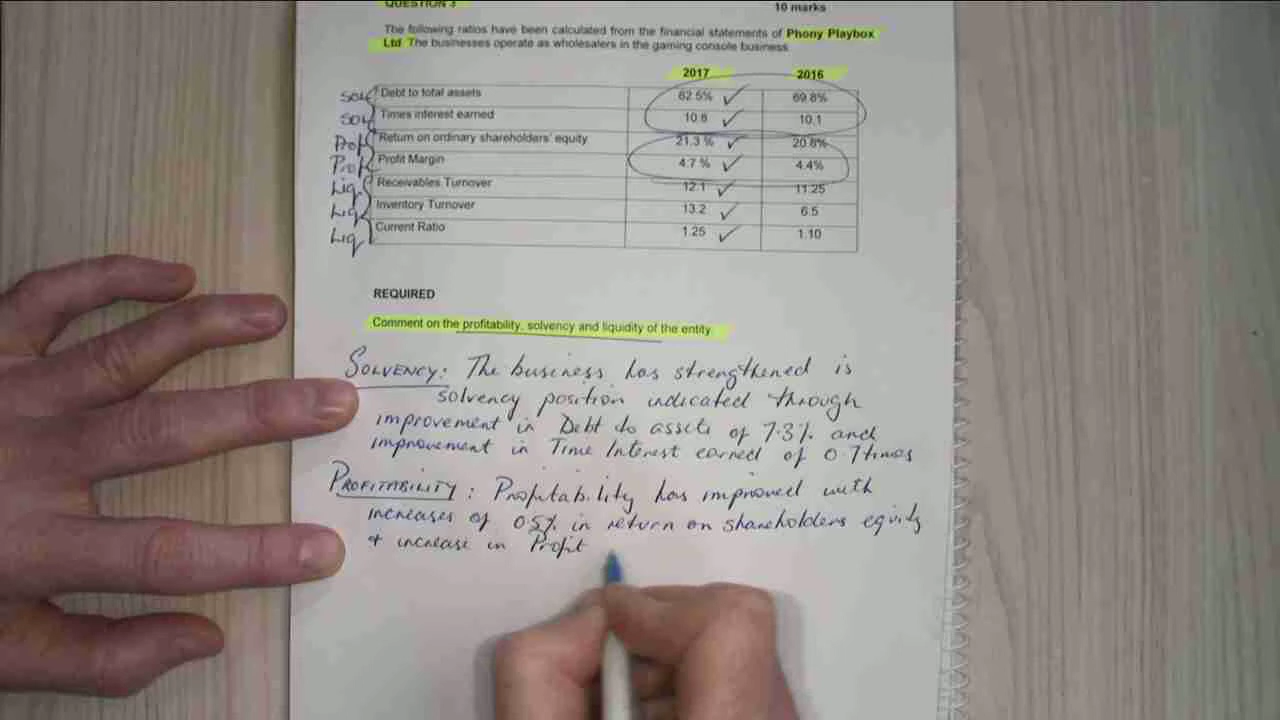 QUESTION 3
10 marks
The following ratios have been calculated from the financial statements of Phony Playbox
Ltd. The businesses operate as wholesalers in the gaming console business
2017 2016
Solv Debt to total assets 62.5% ✓ 69.8%
Solv Times interest earned 10.8 ✓ 10.1
Prof Return on ordinary shareholders' equity 21.3 % ✓ 20.8%
Prof Profit Margin 4.7 % ✓ 4.4%
Liq Receivables Turnover 12.1 ✓ 11.25
Liq Inventory Turnover 13.2 ✓ 6.5
Liq Current Ratio 1.25 ✓ 1.10
REQUIRED
Comment on the profitability, solvency and liquidity of the entity
SOLVENCY: The business has strengthened is
solvency position indicated through
improvement in Debt to assets of 7.3% and
improvement in Time Interest earned of 0.7 times
PROFITABILITY: Profitability has improved with
increases of 0.5% in return on shareholders equity
+ increase in Profit